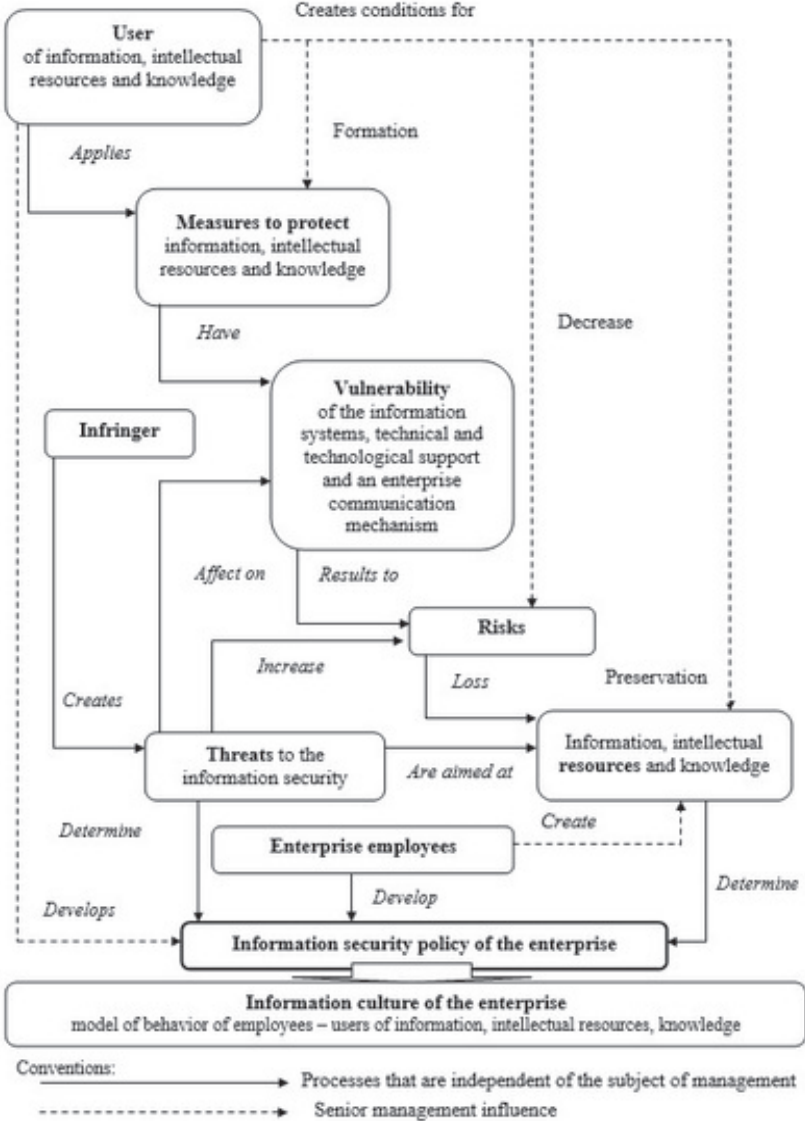 Creates conditions for
User
of information, intellectual
resources and knowledge
Formation
Applies
Measures to protect
information, intellectual
resources and knowledge
Have
Decrease
Vulnerability
of the information
systems, technical and
technological support
and an enterprise
communication
mechanism
Infringer
Affect on
Results to
Risks
Increase
Loss
Preservation
Creates
Threats to the
information security
Are aimed at
Information, intellectual
resources and knowledge
Determine
Enterprise employees
Create
Develop
Determine
Develops
Information security policy of the enterprise
Information culture of the enterprise
model of behavior of employees – users of information, intellectual resources, knowledge
Conventions:
Processes that are independent of the subject of management
Senior management influence